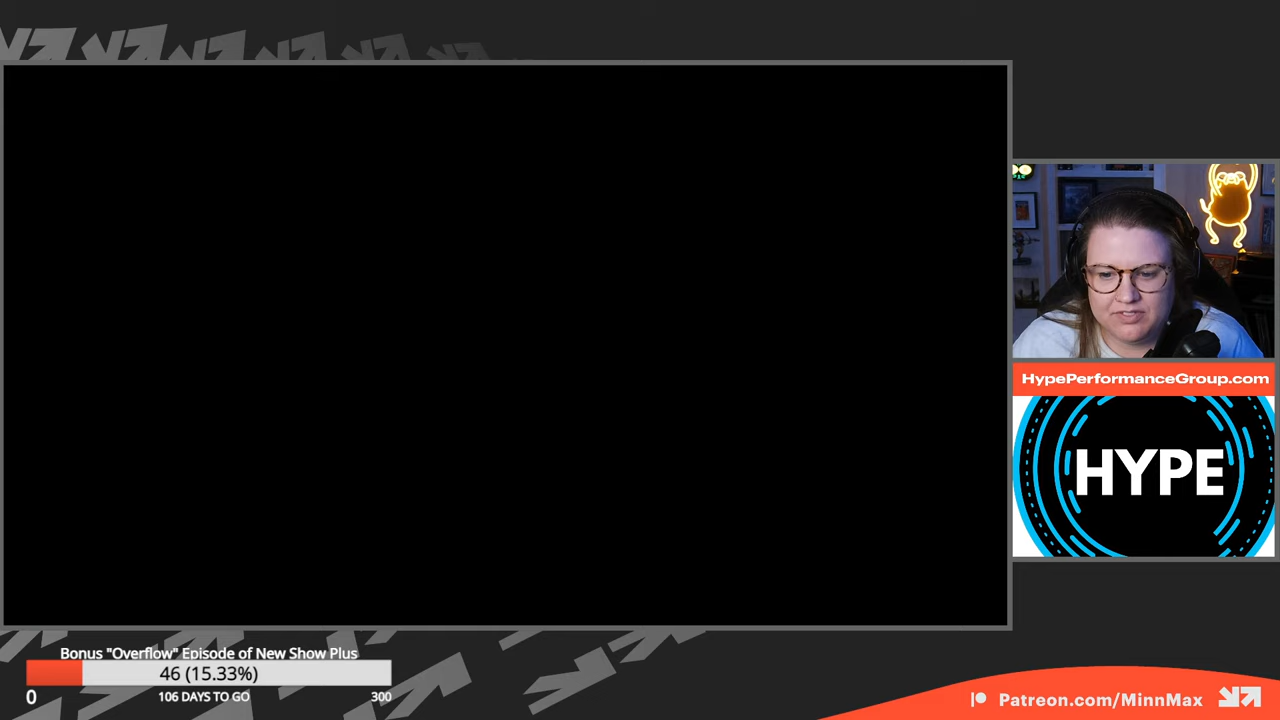 HypePerformanceGroup.com
HYPE
Bonus "Overflow" Episode of New Show Plus
46 (15.33%)
0
106 DAYS TO GO
300
Patreon.com/MinnMax